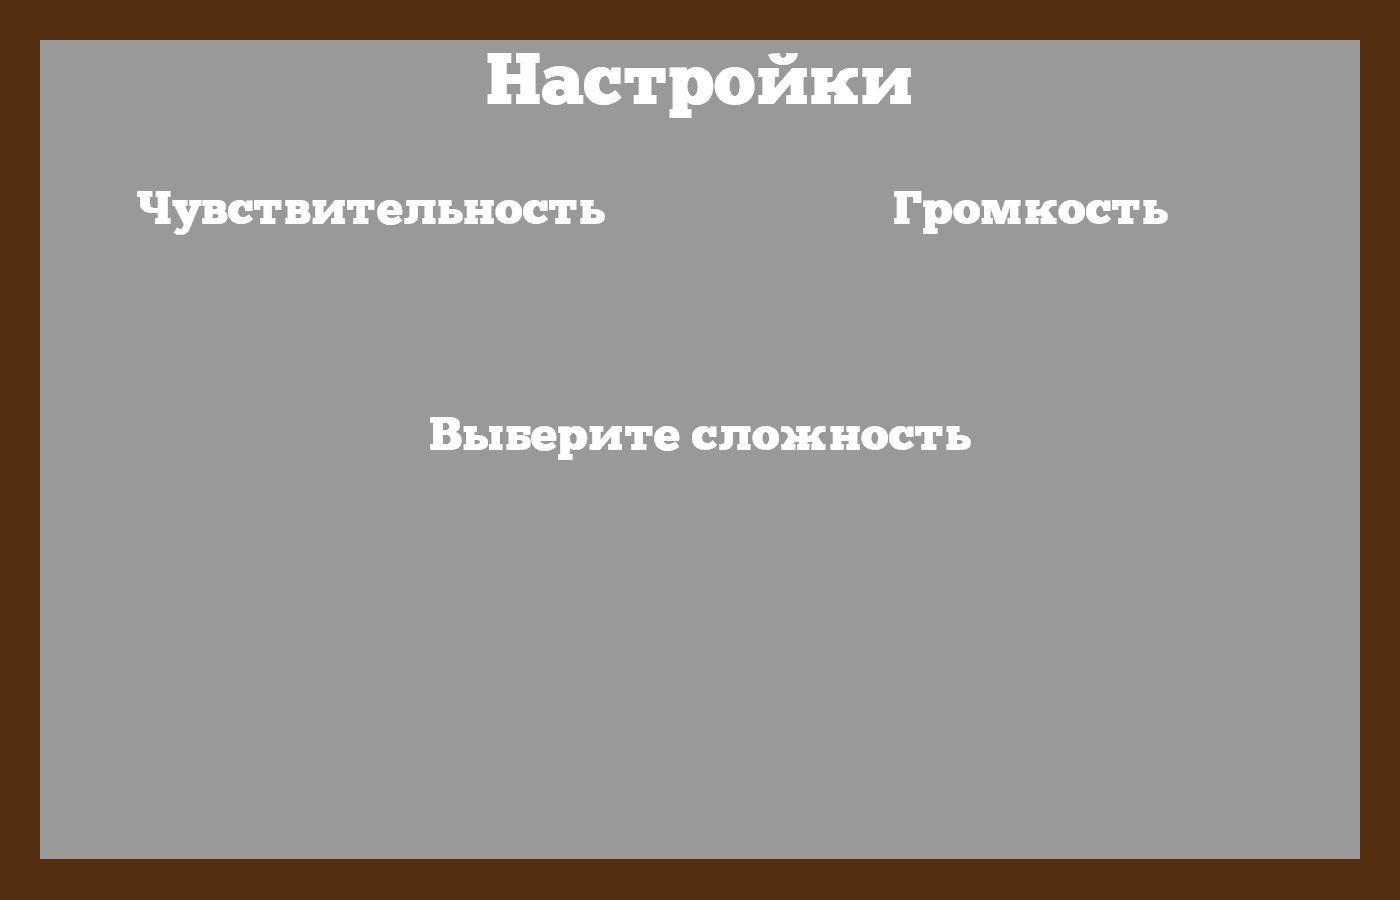 Настройки
Чувствительность
Громкость
Выберите сложность